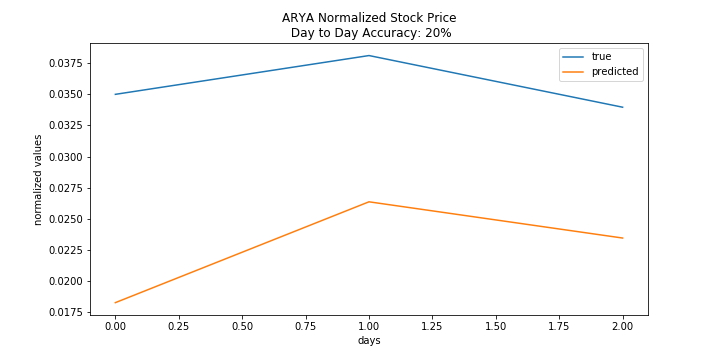 ARYA Normalized Stock Price
Day to Day Accuracy: 20%
true
predicted
0.0375
0.0350
0.0325
0.0300
0.0275
0.0250
0.0225
0.0200
0.0175
normalized values
0.00 0.25 0.50 0.75 1.00 1.25 1.50 1.75 2.00
days